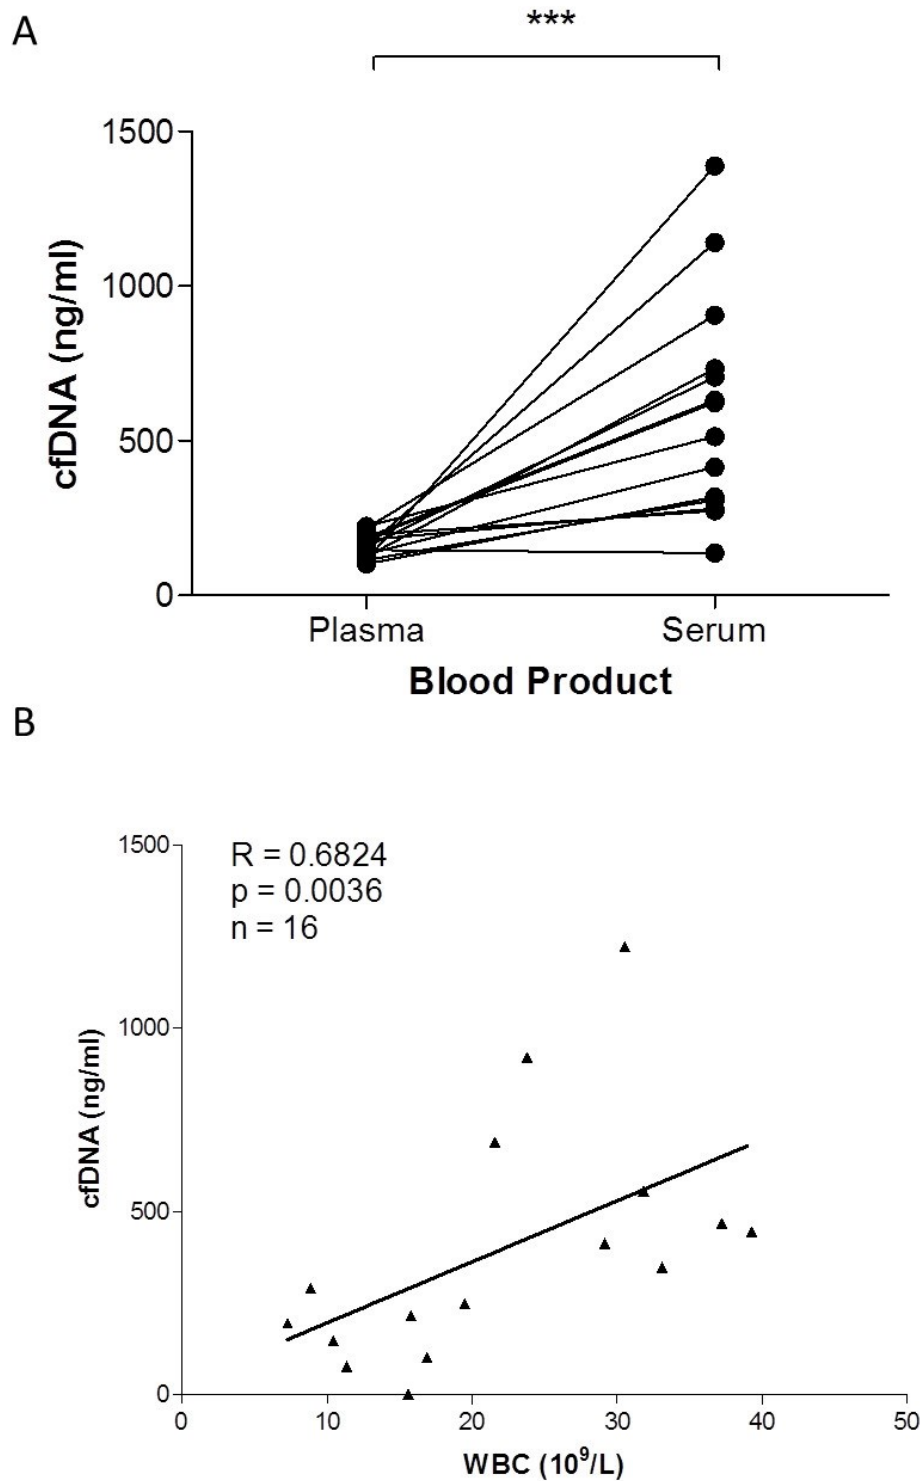 A
***
1500
1000
500
0
cfDNA (ng/ml)
Plasma
Serum
Blood Product
B
R = 0.6824
p = 0.0036
n = 16
1500
1000
500
0
cfDNA (ng/ml)
0
10
20
30
40
50
WBC (10⁹/L)